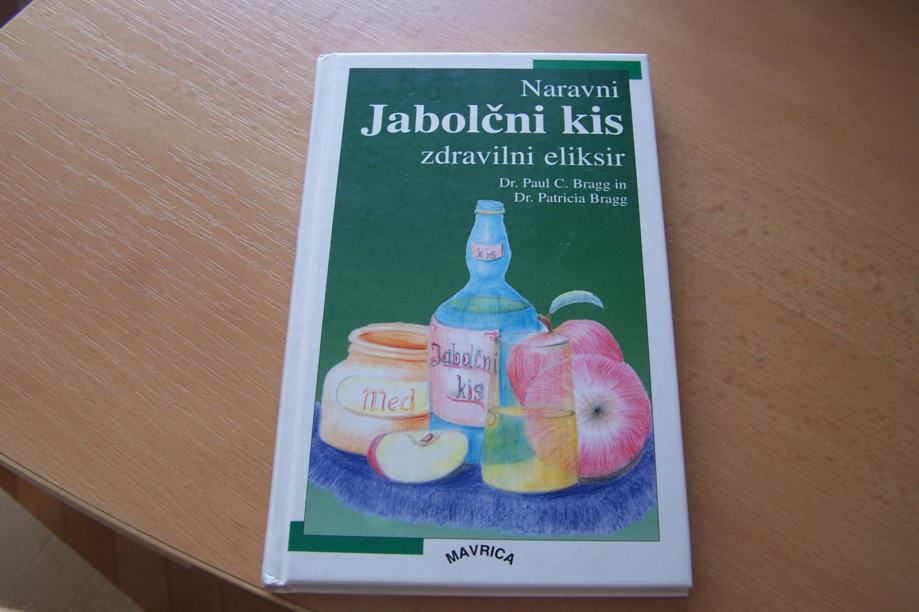 Naravni
Jabolčni kis
zdravilni eliksir
Dr. Paul C. Bragg in
Dr. Patricia Bragg
kis
Jabolčni
kis
Med
MAVRICA